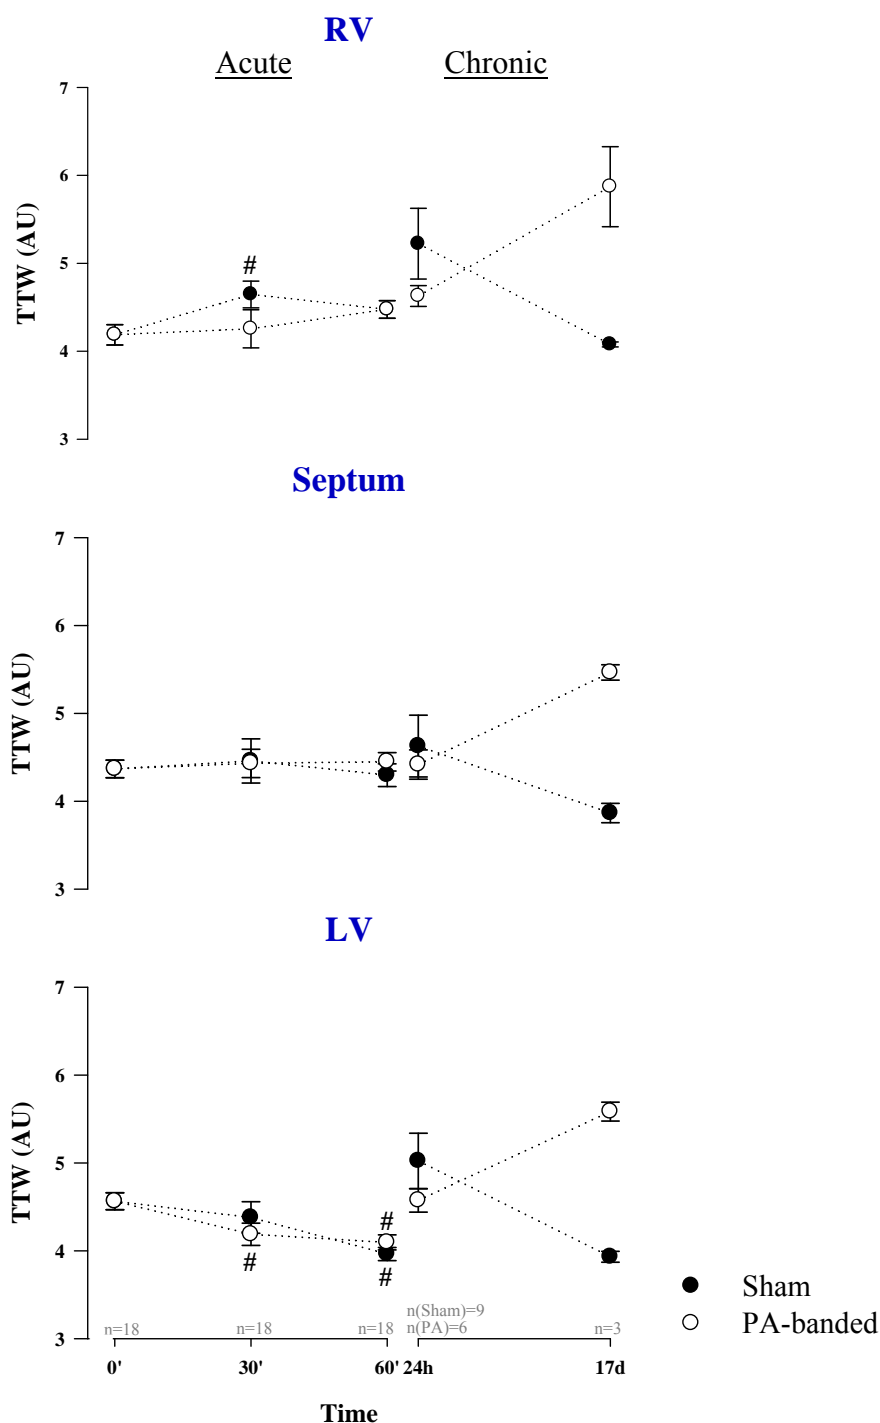 RV
Acute Chronic
7
6
5
4
3
TTW (AU)
#
Septum
7
6
5
4
3
TTW (AU)
LV
7
6
5
4
3
TTW (AU)
#
#
#
n=18 n=18 n=18 n(Sham)=9
n(PA)=6
n=3
0' 30' 60' 24h 17d
Time
Sham
PA-banded